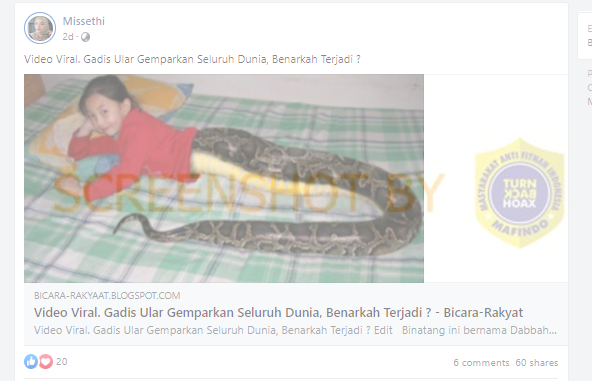 Missethi
2d ·
Video Viral. Gadis Ular Gemparkan Seluruh Dunia, Benarkah Terjadi ?
SCREENSHOT BY
MASYARAKAT ANTI FITNAH INDONESIA
TURN
BACK
HOAX
MAFINDO
BICARA-RAKYAAT.BLOGSPOT.COM
Video Viral. Gadis Ular Gemparkan Seluruh Dunia, Benarkah Terjadi ? - Bicara-Rakyat
Video Viral. Gadis Ular Gemparkan Seluruh Dunia, Benarkah Terjadi ? Edit Binatang ini bernama Dabbah...
20
6 comments 60 shares